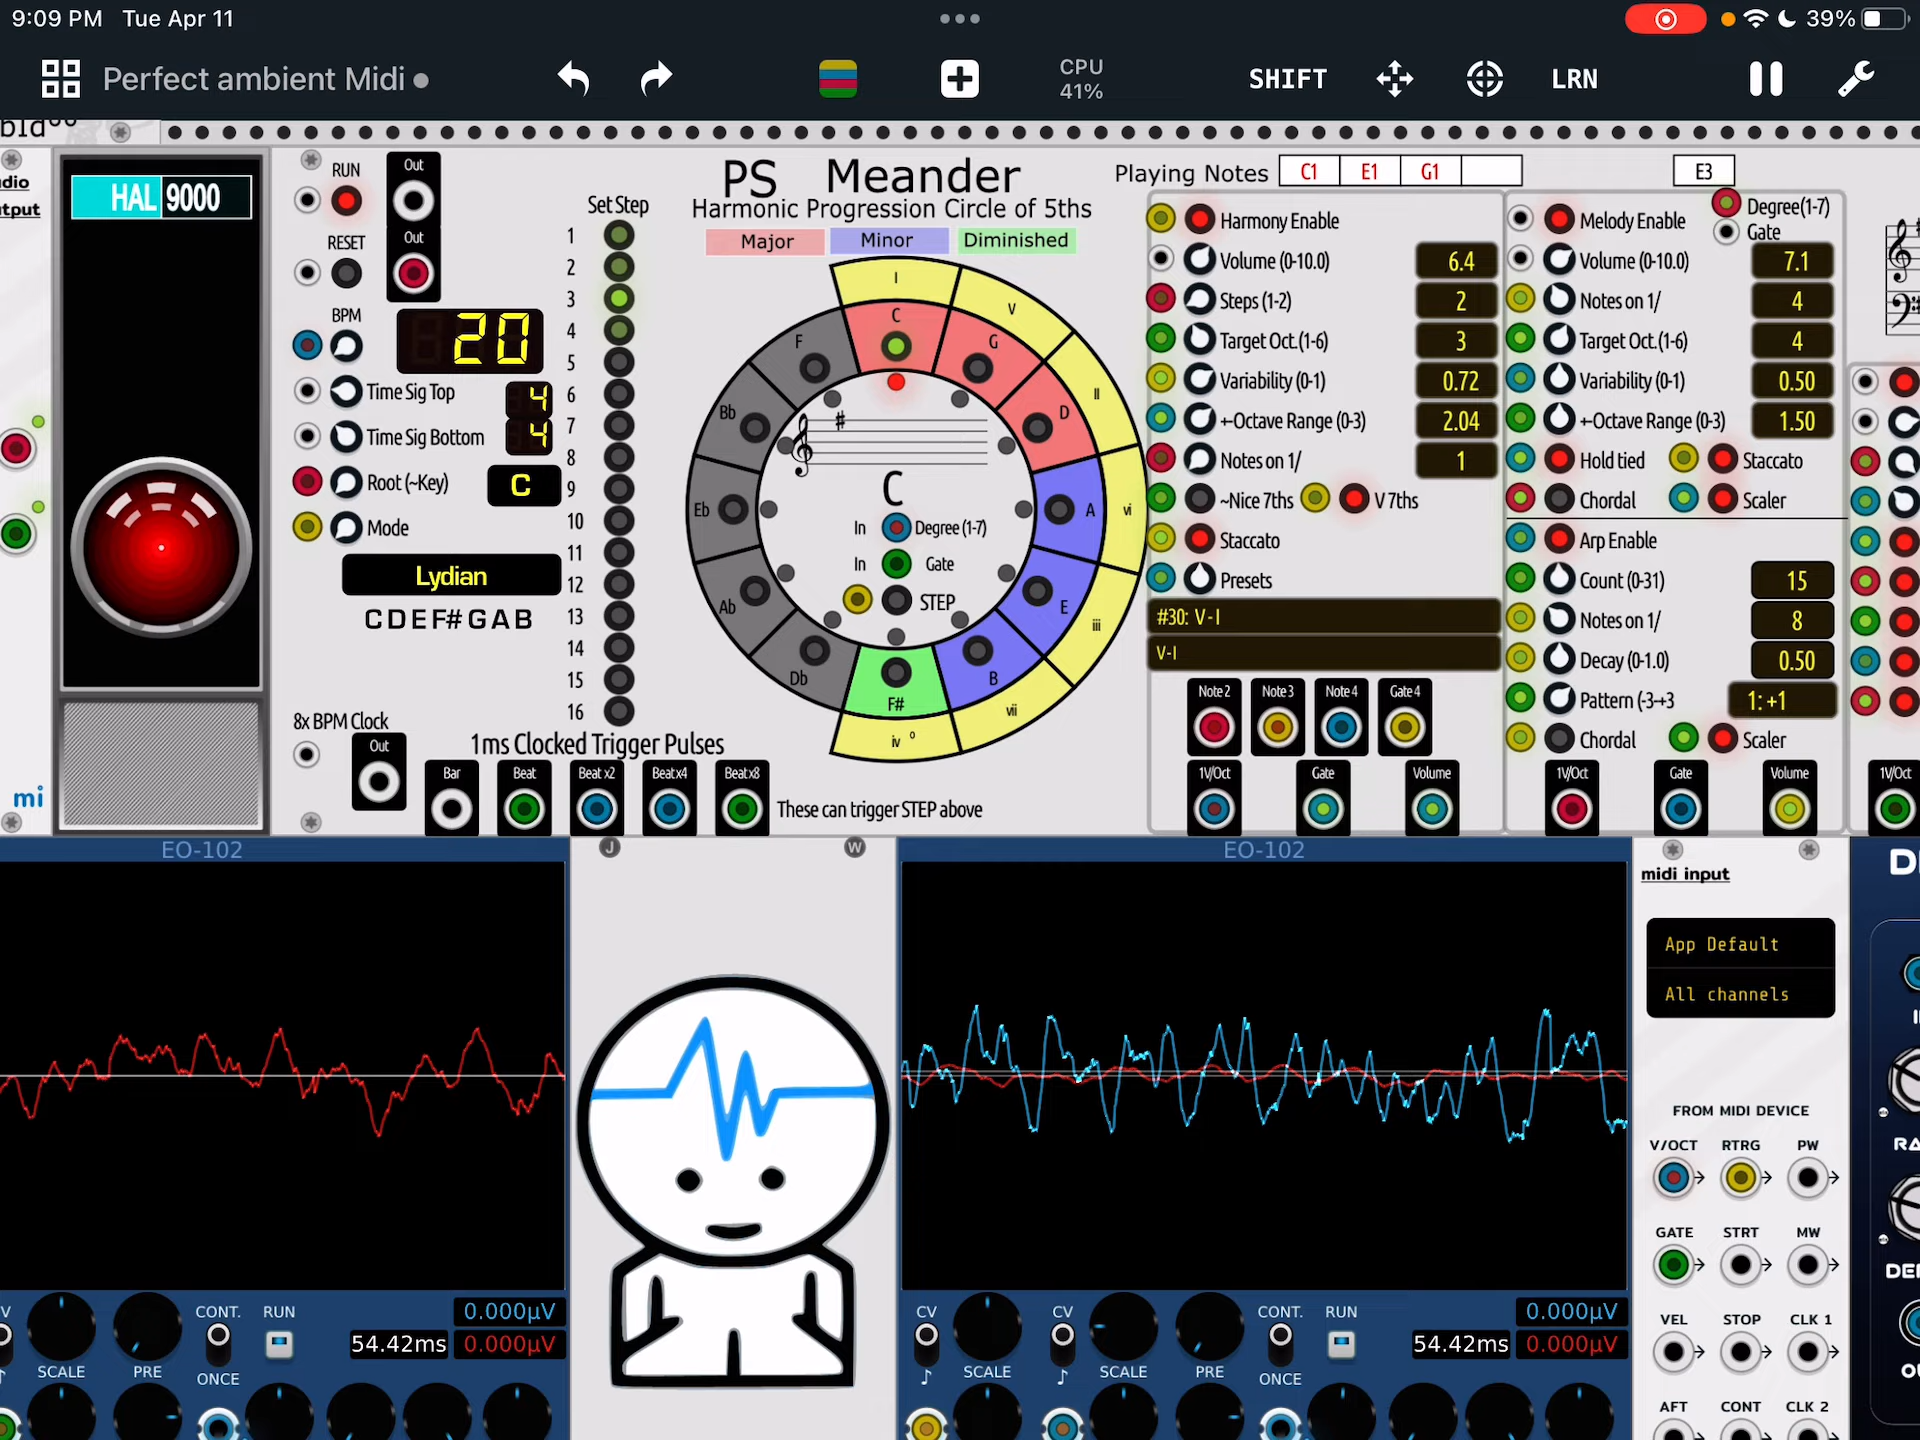 9:09 PM Tue Apr 11
39%
Perfect ambient Midi
CPU
41%
SHIFT
LRN
HAL 9000
mi
RUN
Out
RESET
Out
BPM
20
Time Sig Top
4
Time Sig Bottom
4
Root (~Key)
C
Mode
Lydian
C D E F# G A B
8x BPM Clock
Out
1ms Clocked Trigger Pulses
Bar
Beat
Beat x2
Beat x4
Beat x8
These can trigger STEP above
Set Step
1
2
3
4
5
6
7
8
9
10
11
12
13
14
15
16
PS Meander
Harmonic Progression Circle of 5ths
Major
Minor
Diminished
I
V
II
vi
iii
vii
iv °
C
G
D
A
E
B
F#
Db
Ab
Eb
Bb
F
#
C
In Degree (1-7)
In Gate
STEP
Playing Notes C1 E1 G1
E3
Harmony Enable
Volume (0-10.0) 6.4
Steps (1-2) 2
Target Oct.(1-6) 3
Variability (0-1) 0.72
+-Octave Range (0-3) 2.04
Notes on 1/ 1
~Nice 7ths
V 7ths
Staccato
Presets
#30: V-I
V-I
Note 2
Note 3
Note 4
Gate 4
1V/Oct
Gate
Volume
Melody Enable
Degree(1-7)
Gate
Volume (0-10.0) 7.1
Notes on 1/ 4
Target Oct.(1-6) 4
Variability (0-1) 0.50
+-Octave Range (0-3) 1.50
Hold tied
Staccato
Chordal
Scaler
Arp Enable
Count (0-31) 15
Notes on 1/ 8
Decay (0-1.0) 0.50
Pattern (-3-+3 1: +1
Chordal
Scaler
1V/Oct
Gate
Volume
1V/Oct
EO-102
SCALE
PRE
CONT.
ONCE
RUN
54.42ms
0.000µV
0.000µV
J
W
EO-102
CV
SCALE
CV
SCALE
PRE
CONT.
ONCE
RUN
54.42ms
0.000µV
0.000µV
midi input
App Default
All channels
FROM MIDI DEVICE
V/OCT
RTRG
PW
GATE
STRT
MW
VEL
STOP
CLK 1
AFT
CONT
CLK 2